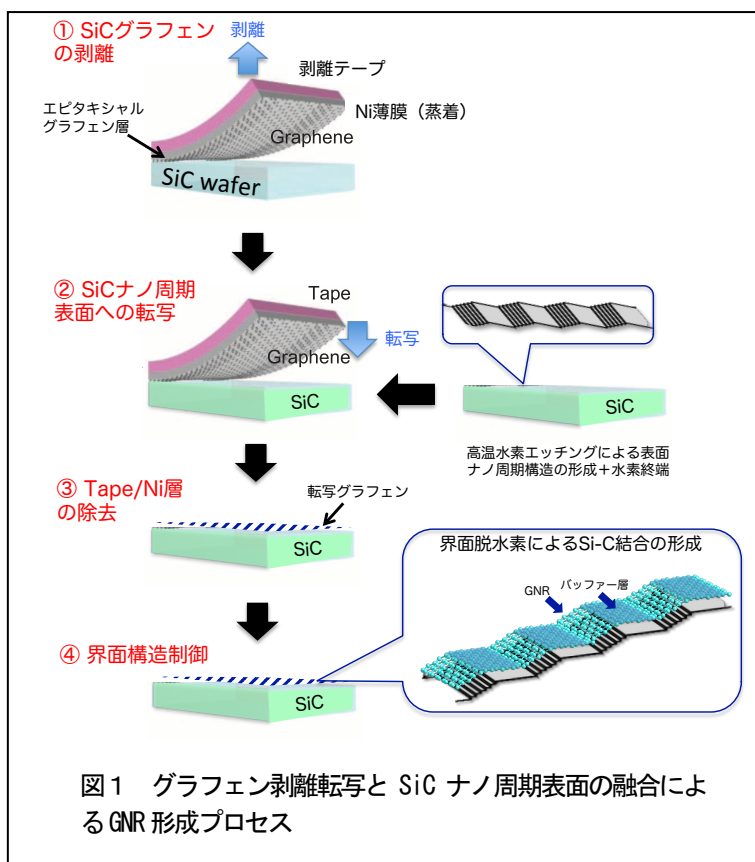 ① SiCグラフェン
の剥離
剥離
剥離テープ
Ni薄膜（蒸着）
エピタキシャル
グラフェン層
Graphene
SiC wafer
② SiCナノ周期
表面への転写
Tape
転写
Graphene
SiC
SiC
高温水素エッチングによる表面
ナノ周期構造の形成＋水素終端
③ Tape/Ni層
の除去
転写グラフェン
SiC
界面脱水素によるSi-C結合の形成
GNR
バッファー層
④ 界面構造制御
SiC
図１　グラフェン剥離転写と SiC ナノ周期表面の融合によ
る GNR 形成プロセス